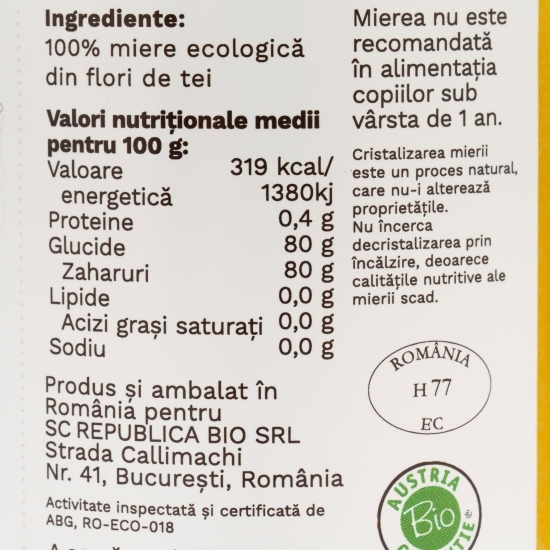 Ingrediente:
100% miere ecologică
din flori de tei
Valori nutriționale medii
pentru 100 g:
Valoare 319 kcal/
energetică 1380kj
Proteine 0,4 g
Glucide 80 g
Zaharuri 80 g
Lipide 0,0 g
Acizi grași saturați 0,0 g
Sodiu 0,0 g
Produs și ambalat în
România pentru
SC REPUBLICA BIO SRL
Strada Callimachi
Nr. 41, București, România
Activitate inspectată și certificată de
ABG, RO-ECO-018
Mierea nu este
recomandată
în alimentația
copiilor sub
vârsta de 1 an.
Cristalizarea mierii
este un proces natural,
care nu-i alterează
proprietățile.
Nu încerca
decristalizarea prin
încălzire, deoarece
calitățile nutritive ale
mierii scad.
ROMÂNIA
H 77
EC
AUSTRIA
Bio